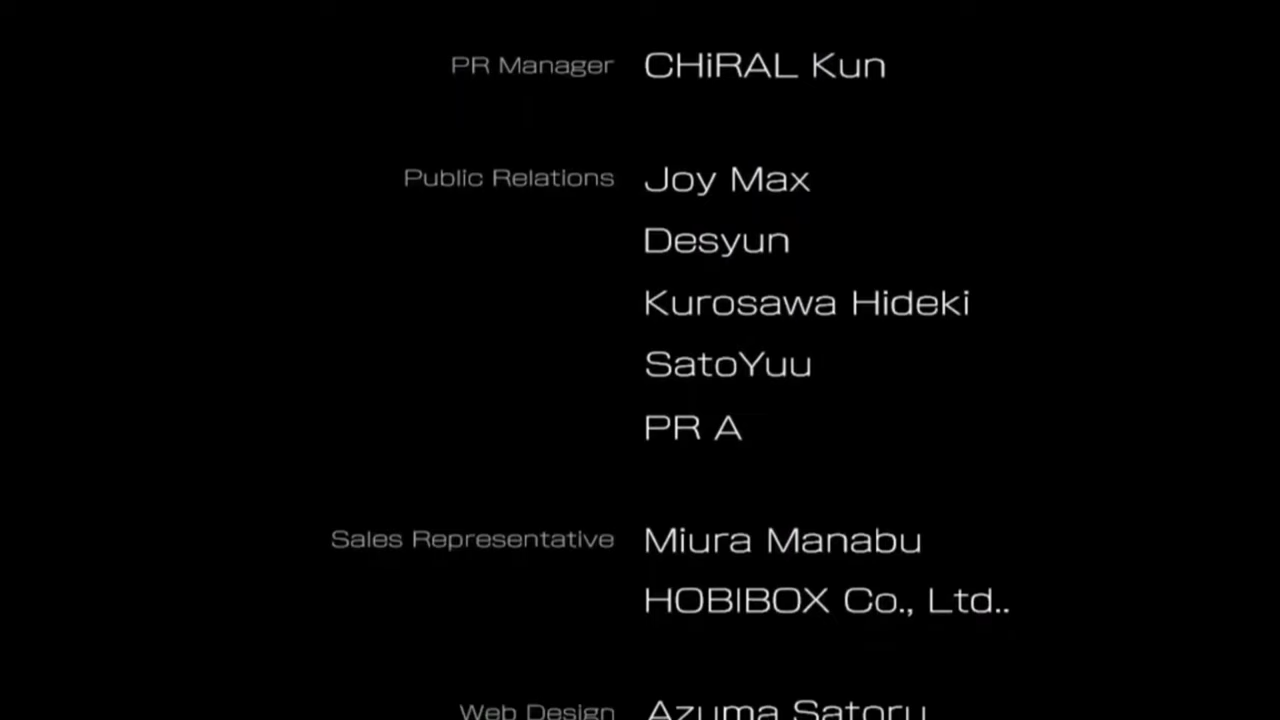 PR Manager CHiRAL Kun
Public Relations Joy Max
Desyun
Kurosawa Hideki
SatoYuu
PR A
Sales Representative Miura Manabu
HOBIBOX Co., Ltd..
Web Design Azuma Satoru